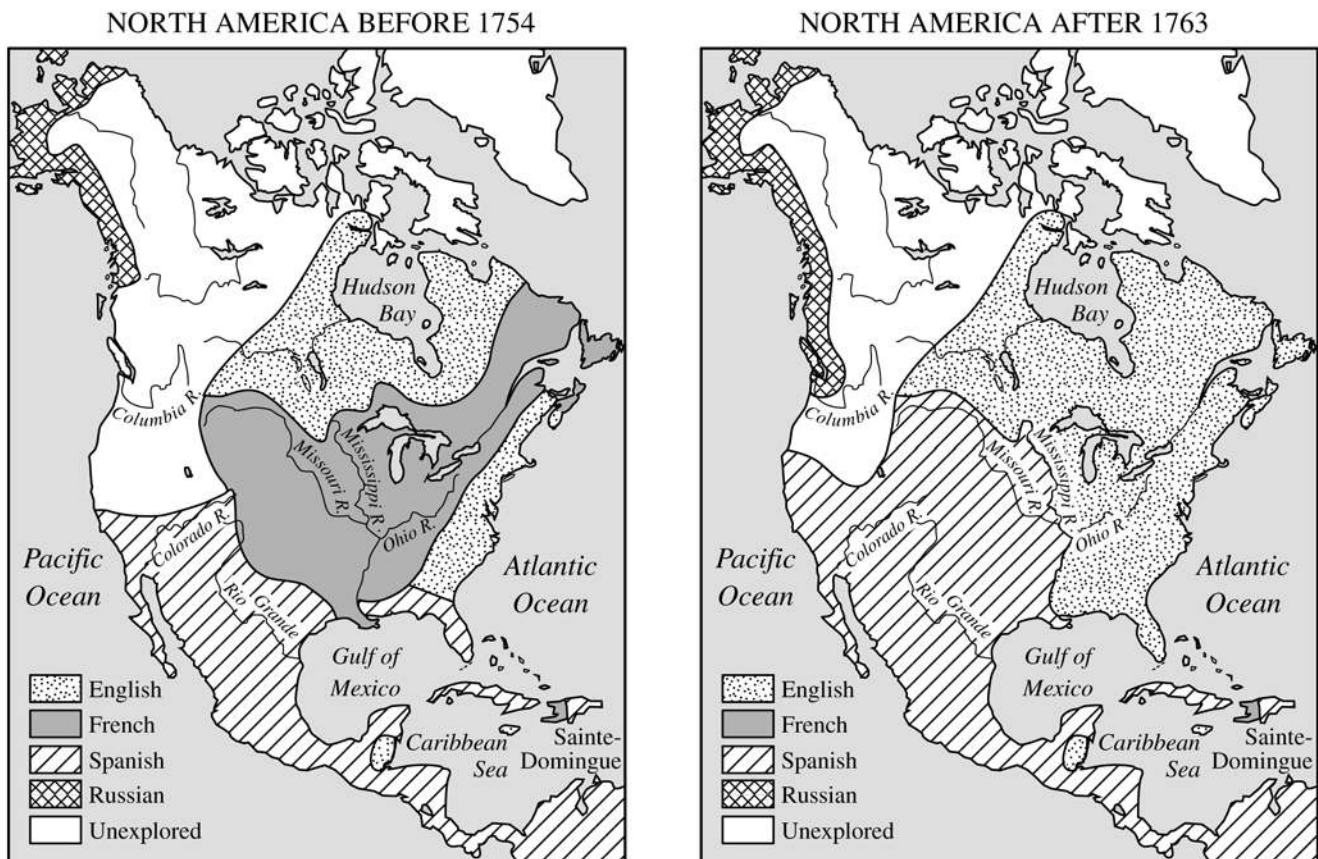 NORTH AMERICA BEFORE 1754
Hudson
Bay
Columbia R.
Missouri R.
Mississippi R.
Ohio R.
Colorado R.
Pacific
Ocean
Atlantic
Ocean
Rio Grande
Gulf of
Mexico
English
French
Spanish
Russian
Unexplored
Caribbean
Sea
Sainte-
Domingue
NORTH AMERICA AFTER 1763
Hudson
Bay
Columbia R.
Missouri R.
Mississippi R.
Ohio R.
Colorado R.
Pacific
Ocean
Atlantic
Ocean
Rio Grande
Gulf of
Mexico
English
French
Spanish
Russian
Unexplored
Caribbean
Sea
Sainte-
Domingue